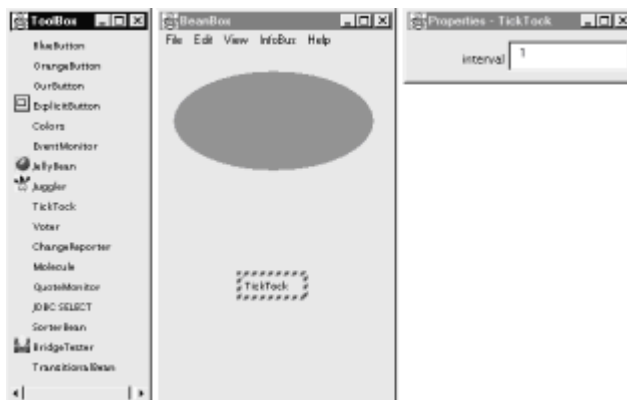 ToolBox
BlueButton
OrangeButton
OurButton
ExplicitButton
Colors
EventMonitor
JellyBean
Juggler
TickTock
Voter
ChangeReporter
Molecule
QuoteMonitor
JDBC SELECT
SorterBean
BridgeTester
TransitionalBean
BeanBox
File Edit View InfoBus Help
TickTock
Properties - TickTock
interval 1